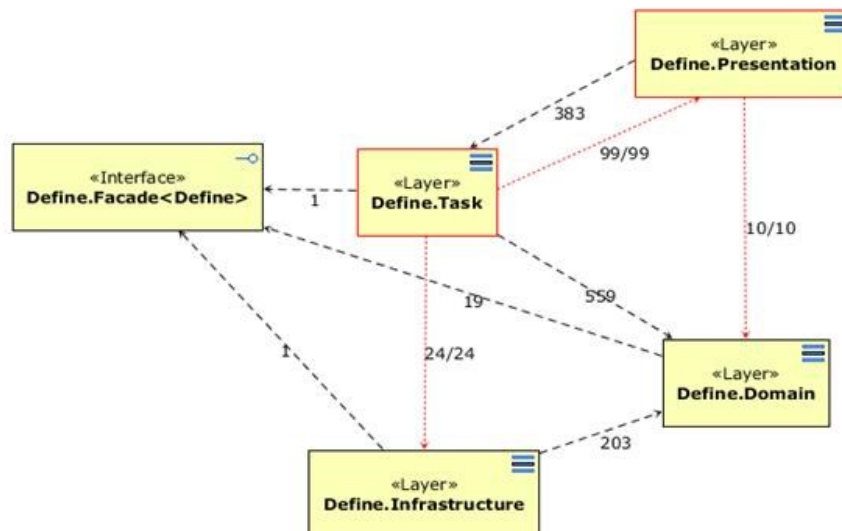 «Layer»
Define.Presentation
383
99/99
«Interface»
Define.Facade<Define>
1
«Layer»
Define.Task
10/10
19
559
1
24/24
«Layer»
Define.Domain
203
«Layer»
Define.Infrastructure